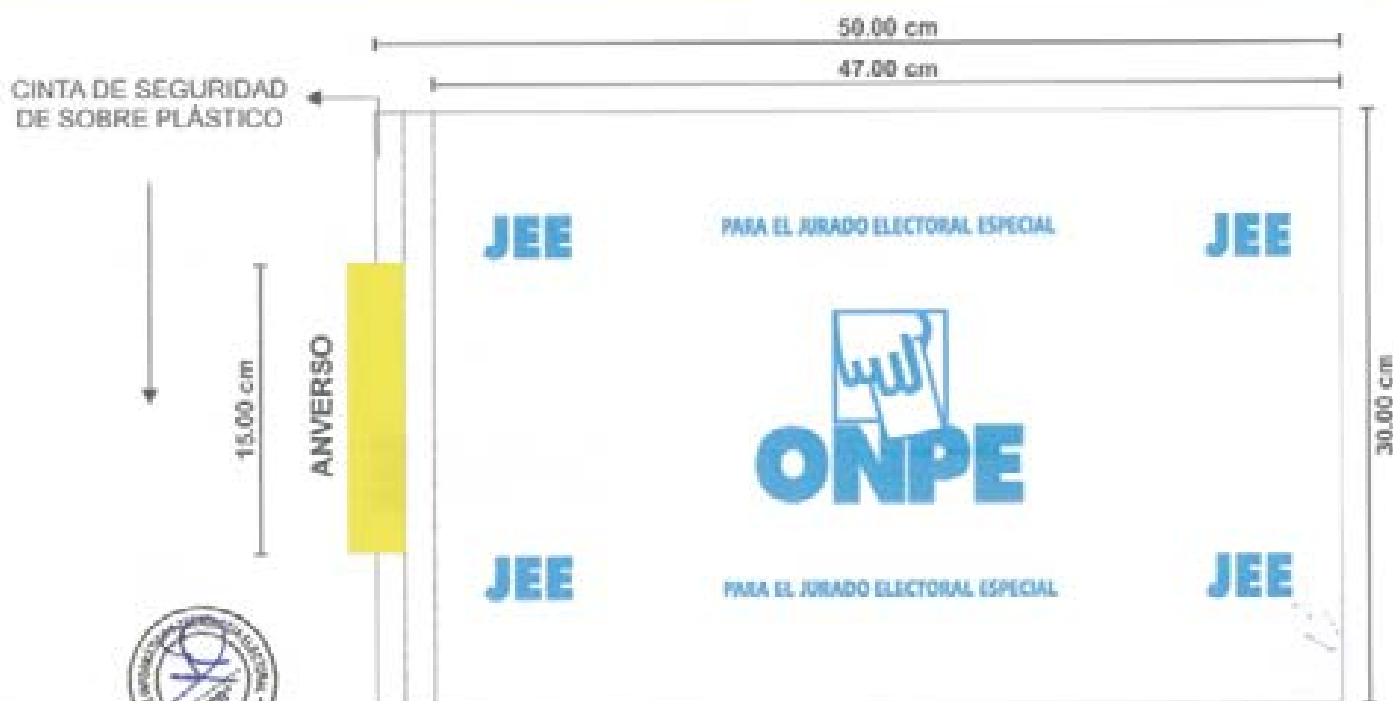 50.00 cm
47.00 cm
CINTA DE SEGURIDAD
DE SOBRE PLÁSTICO
JEE
PARA EL JURADO ELECTORAL ESPECIAL
JEE
15.00 cm
ANVERSO
30.00 cm
ONPE
JEE
PARA EL JURADO ELECTORAL ESPECIAL
JEE
ELECTORAL